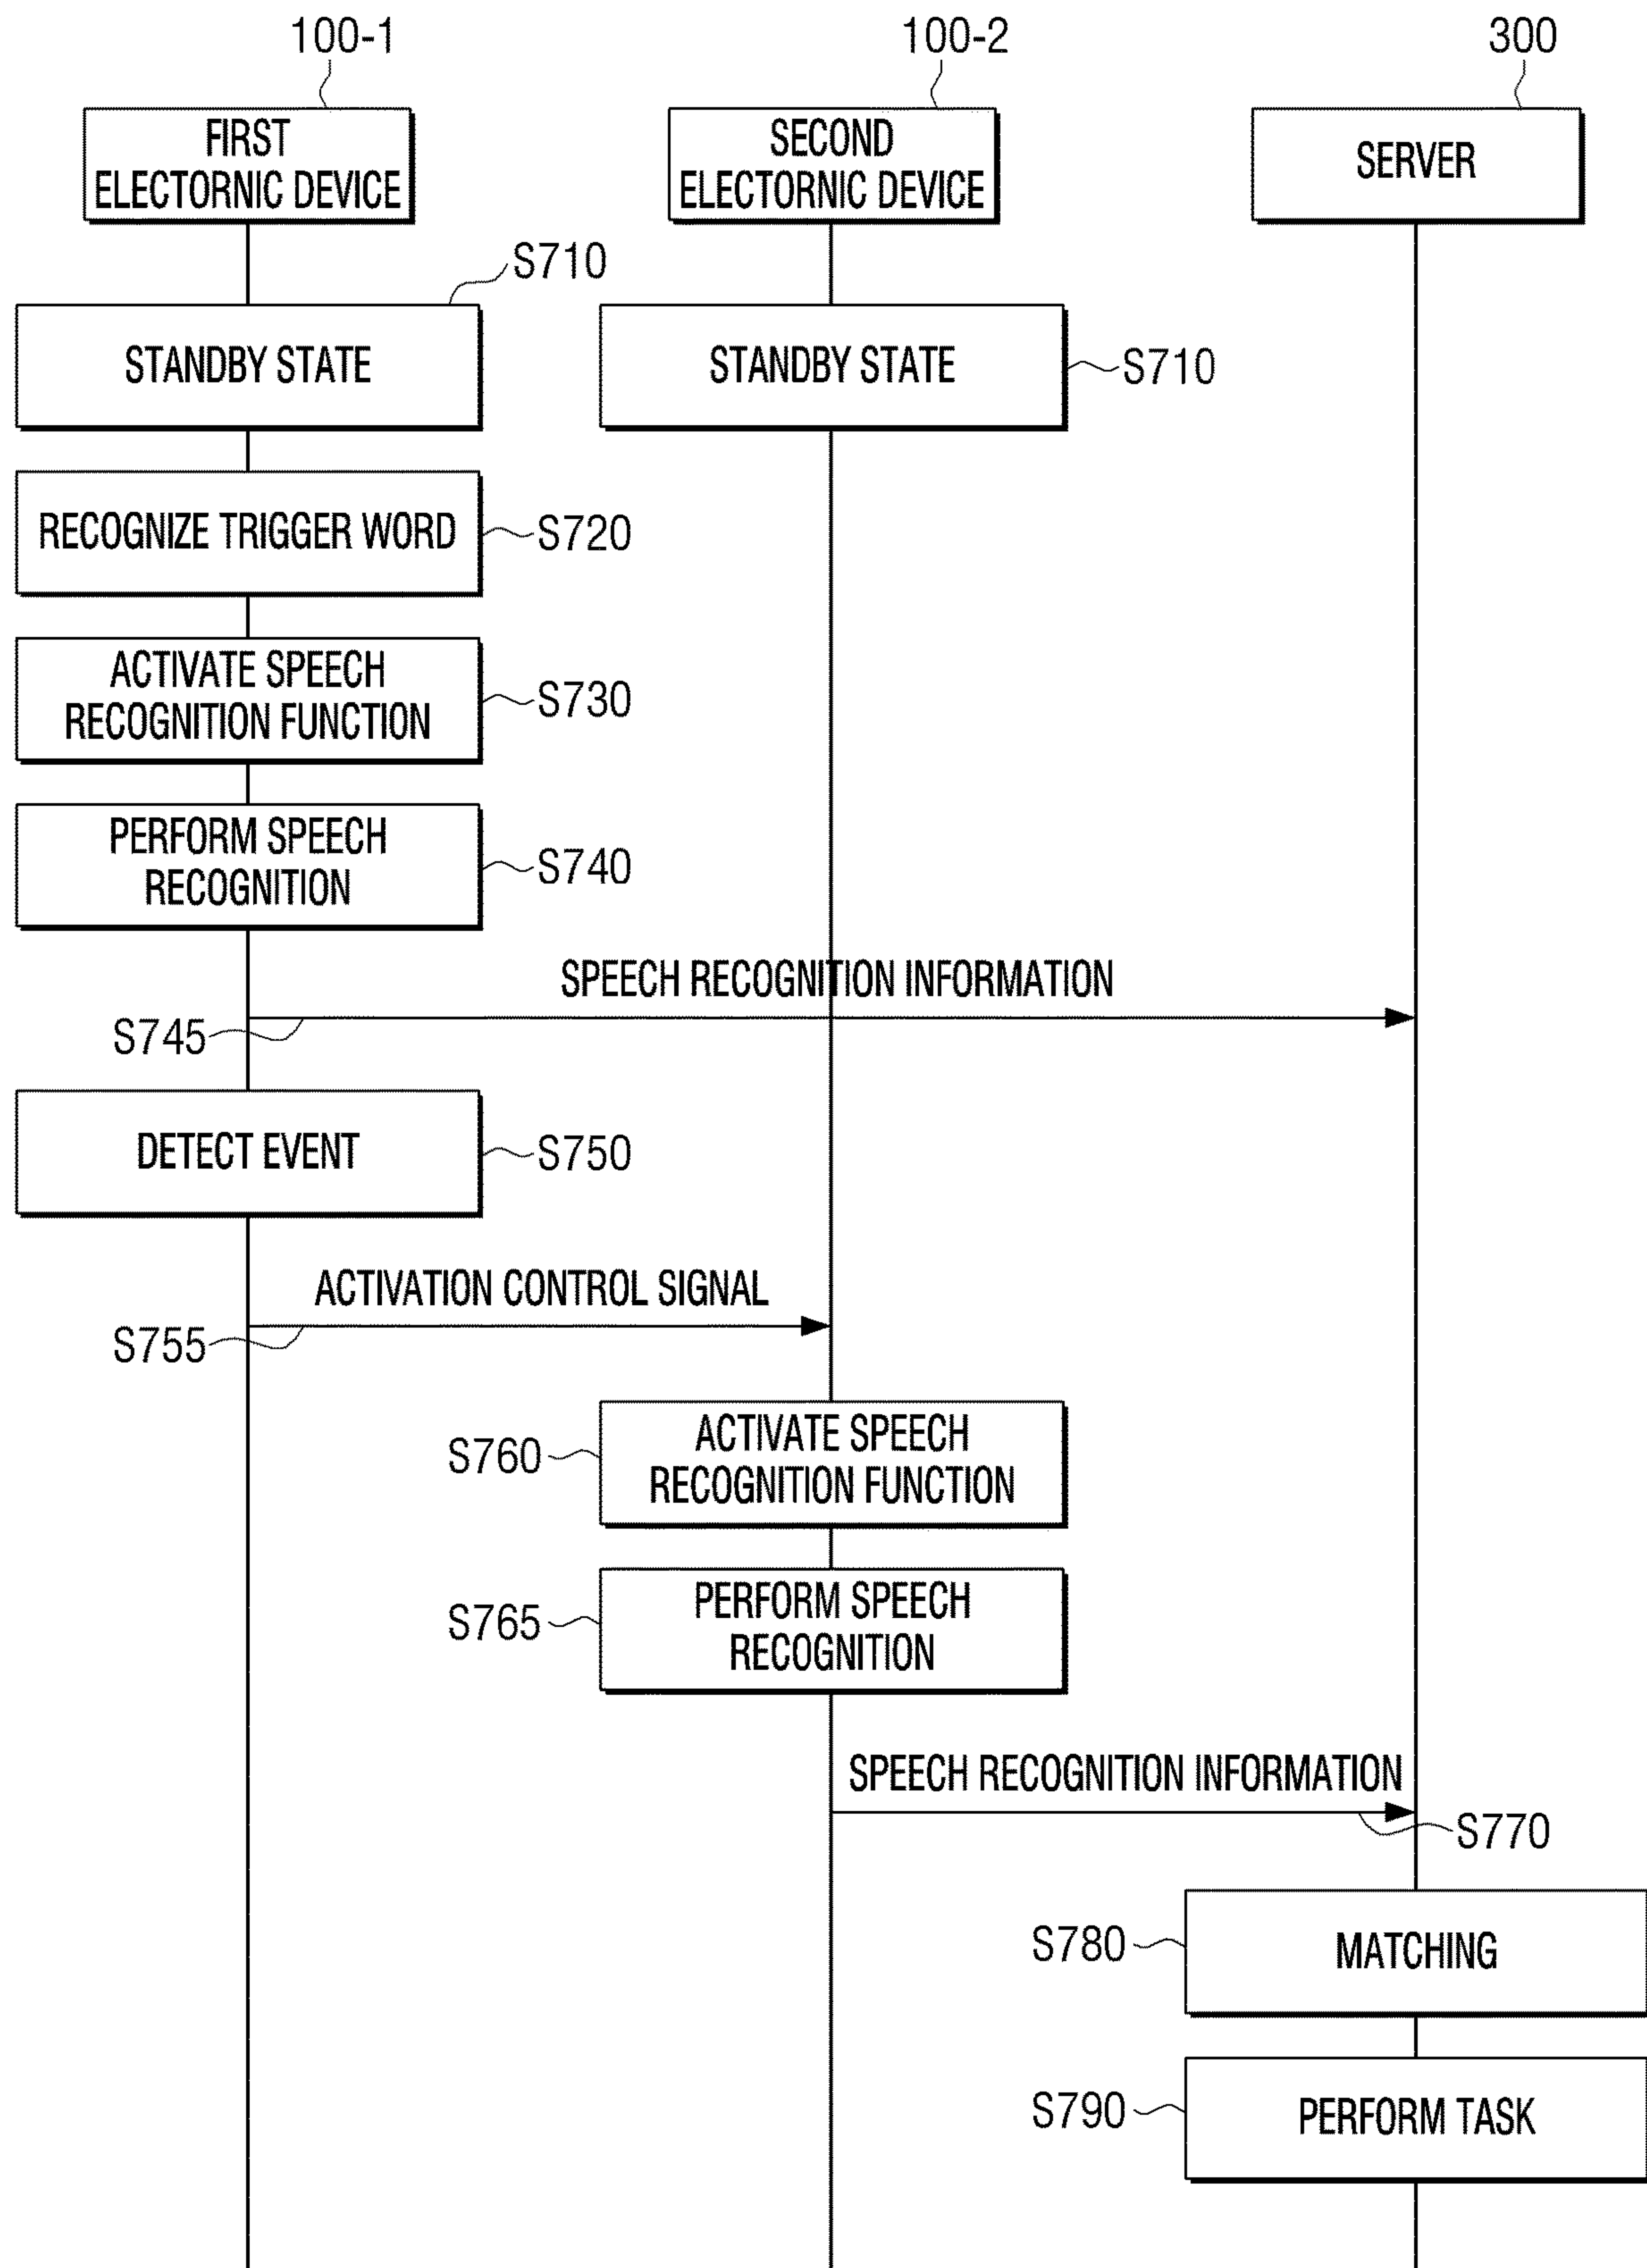 100-1
100-2
300
FIRST
ELECTORNIC DEVICE
SECOND
ELECTORNIC DEVICE
SERVER
S710
STANDBY STATE
STANDBY STATE
S710
RECOGNIZE TRIGGER WORD
S720
ACTIVATE SPEECH
RECOGNITION FUNCTION
S730
PERFORM SPEECH
RECOGNITION
S740
SPEECH RECOGNITION INFORMATION
S745
DETECT EVENT
S750
ACTIVATION CONTROL SIGNAL
S755
S760
ACTIVATE SPEECH
RECOGNITION FUNCTION
S765
PERFORM SPEECH
RECOGNITION
SPEECH RECOGNITION INFORMATION
S770
S780
MATCHING
S790
PERFORM TASK